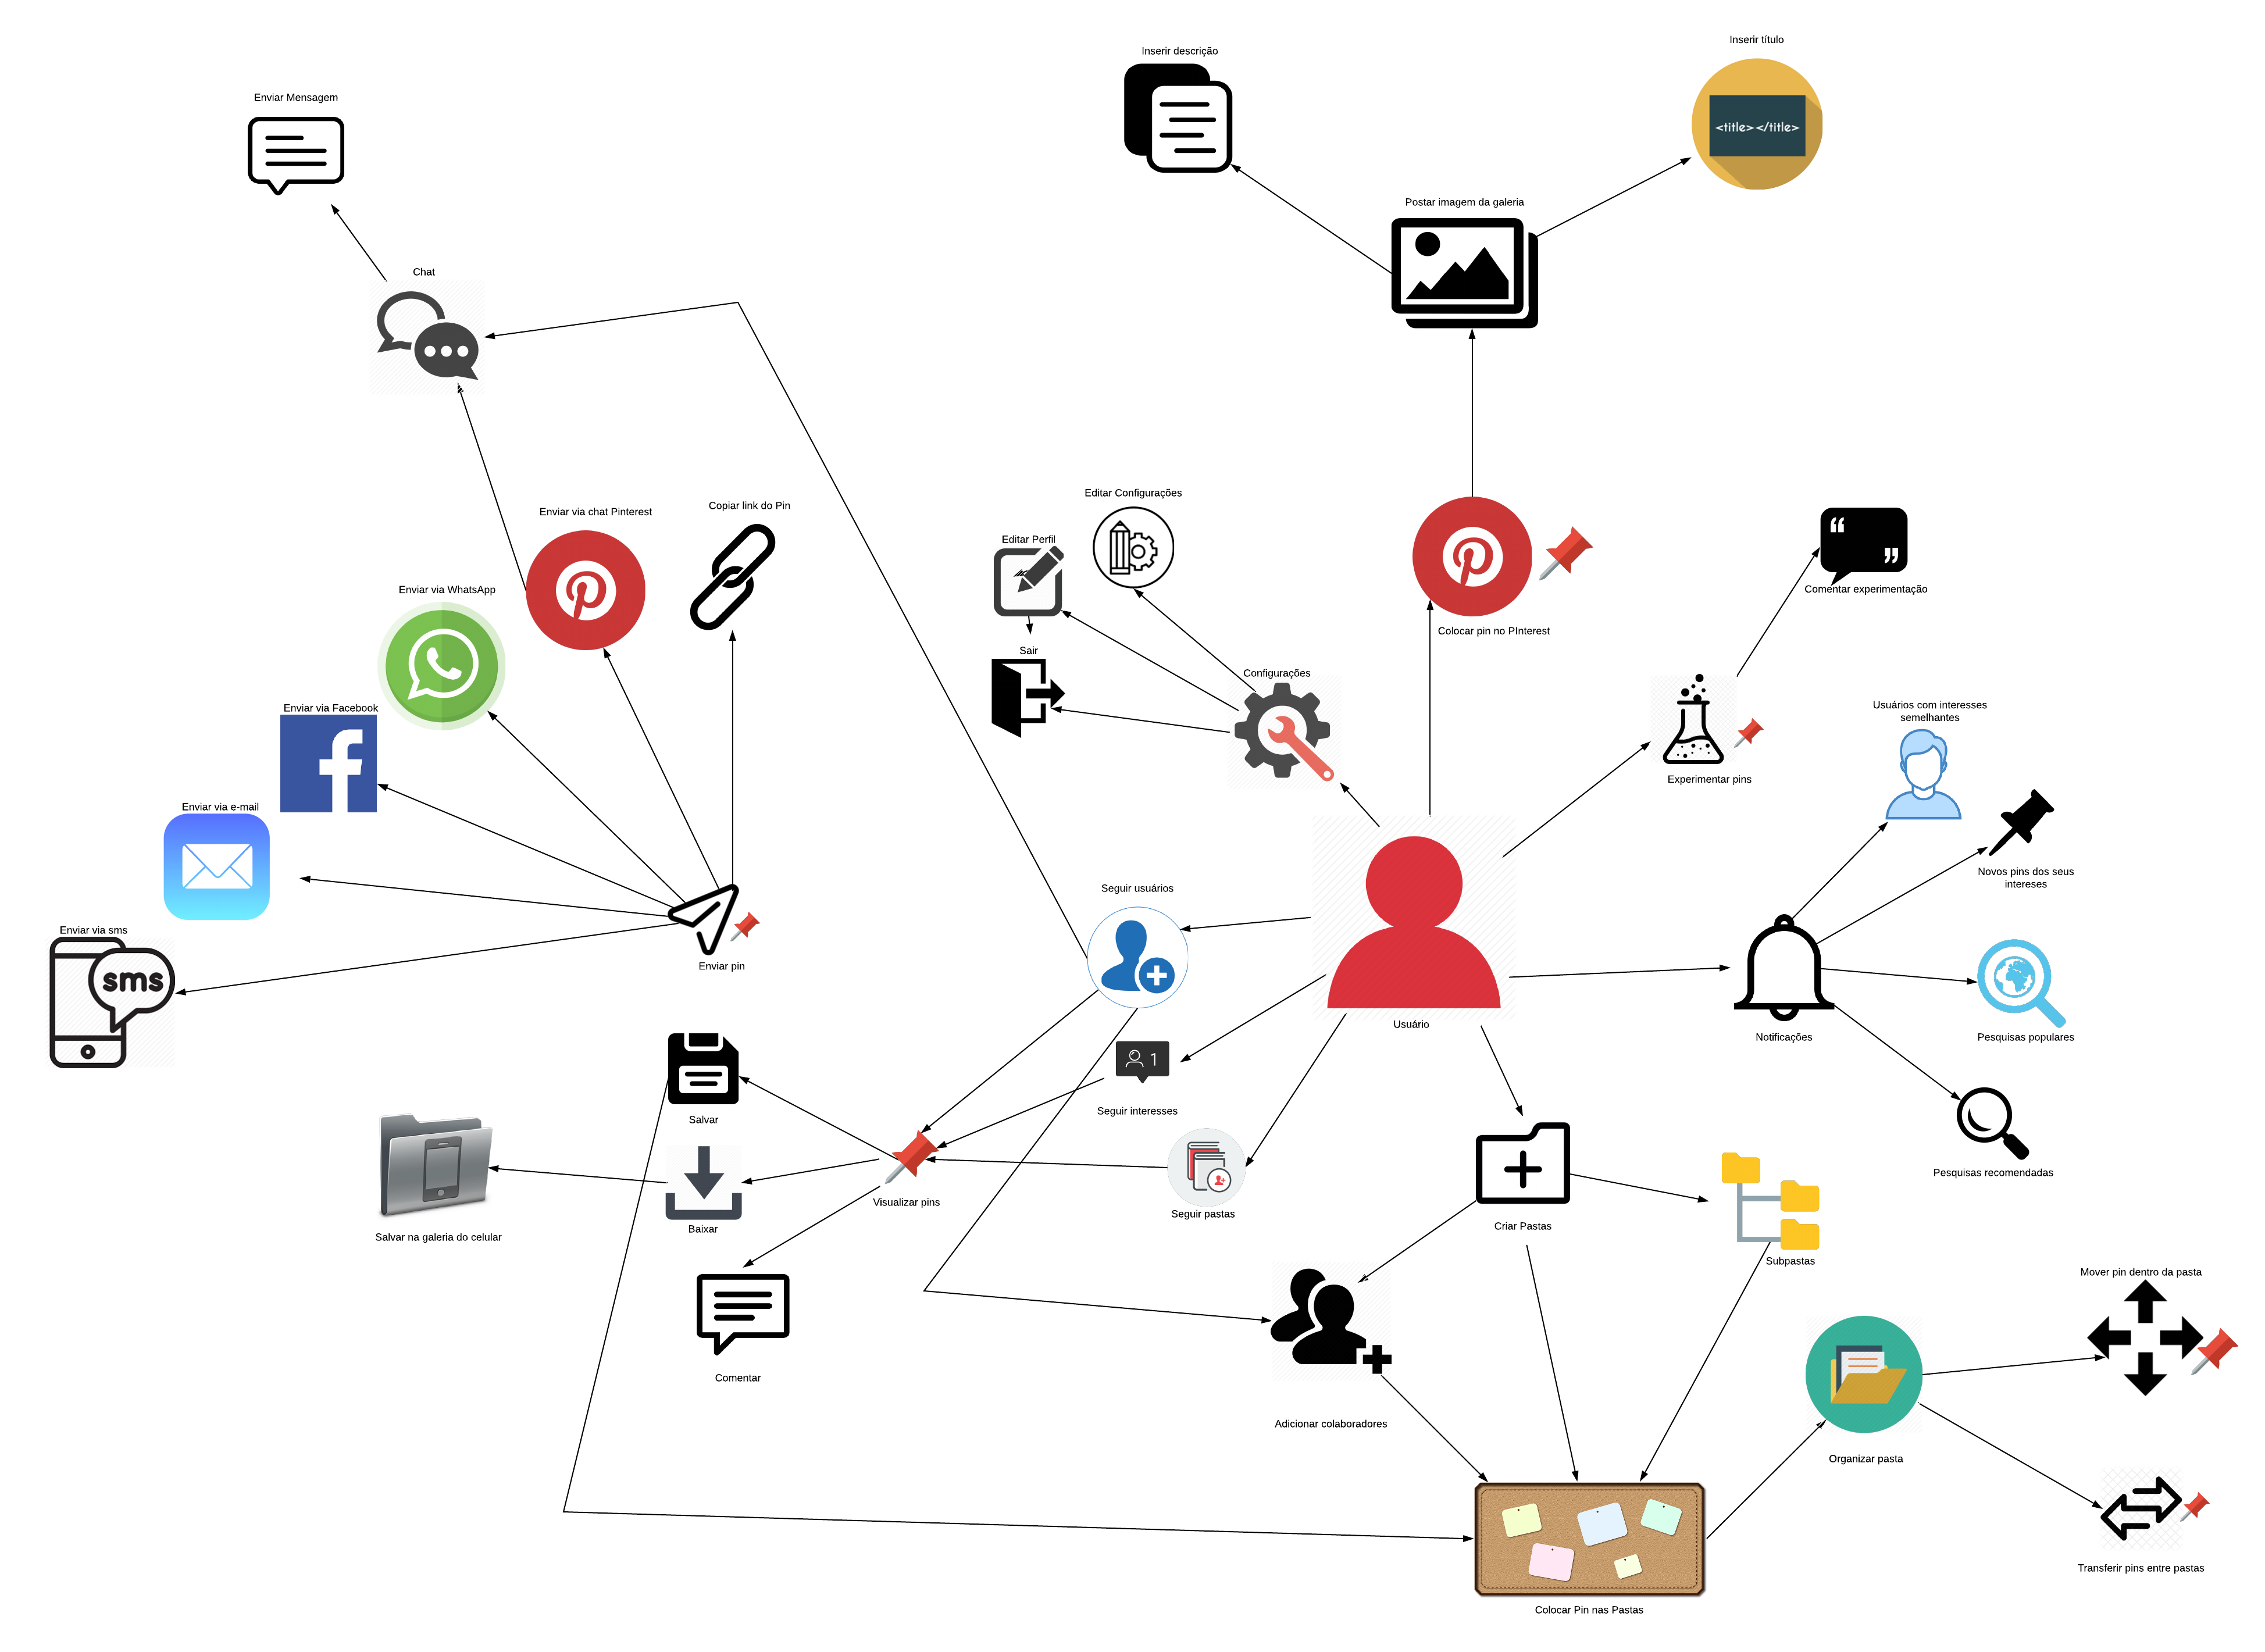 Inserir título
Inserir descrição
<title></title>
Enviar Mensagem
Postar imagem da galeria
Chat
Editar Configurações
Copiar link do Pin
Enviar via chat Pinterest
Editar Perfil
Comentar experimentação
Enviar via WhatsApp
Colocar pin no PInterest
Sair
Configurações
Usuários com interesses
semelhantes
Enviar via Facebook
Experimentar pins
Enviar via e-mail
Novos pins dos seus
intereses
Seguir usuários
Enviar via sms
sms
Enviar pin
Usuário
Notificações
Pesquisas populares
1
Seguir interesses
Salvar
Pesquisas recomendadas
Visualizar pins
Seguir pastas
Criar Pastas
Baixar
Salvar na galeria do celular
Subpastas
Mover pin dentro da pasta
Comentar
Adicionar colaboradores
Organizar pasta
Transferir pins entre pastas
Colocar Pin nas Pastas